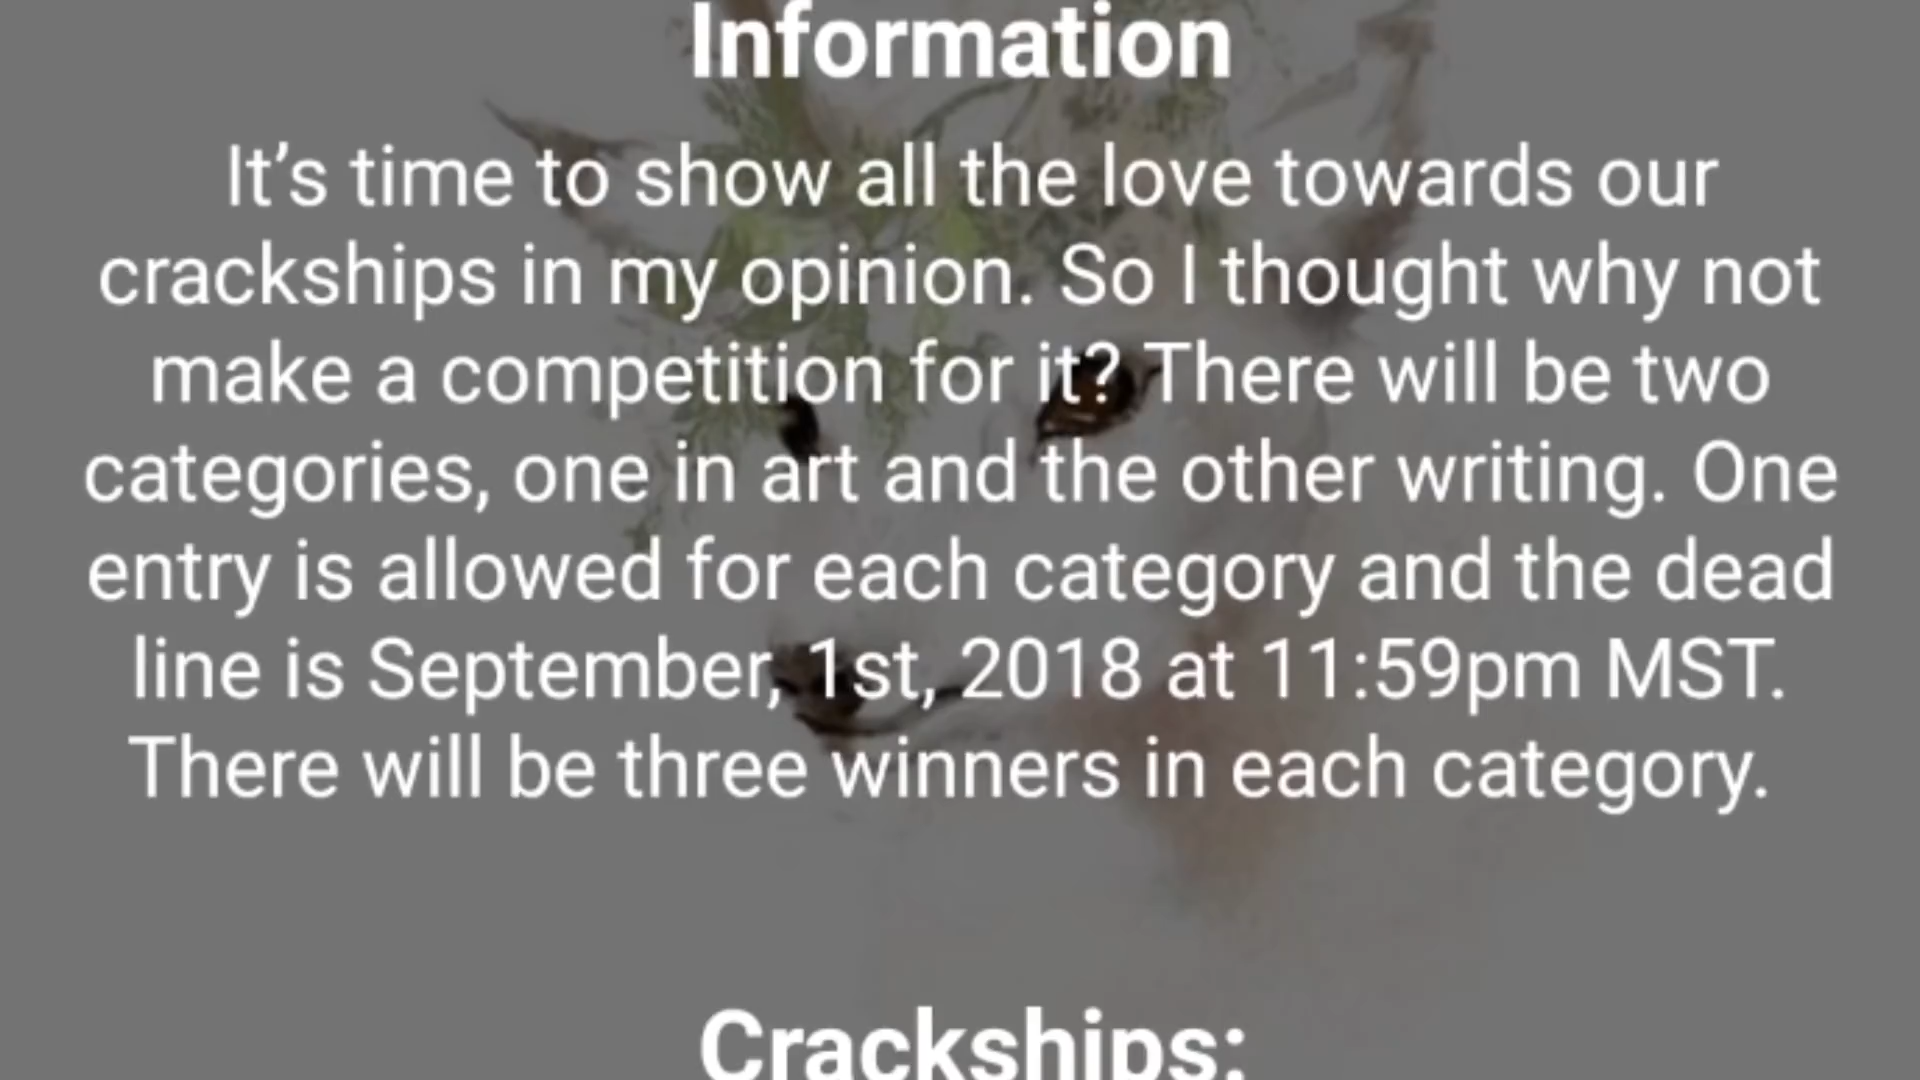 Information
It’s time to show all the love towards our
crackships in my opinion. So I thought why not
make a competition for it? There will be two
categories, one in art and the other writing. One
entry is allowed for each category and the dead
line is September, 1st, 2018 at 11:59pm MST.
There will be three winners in each category.
Crackships: